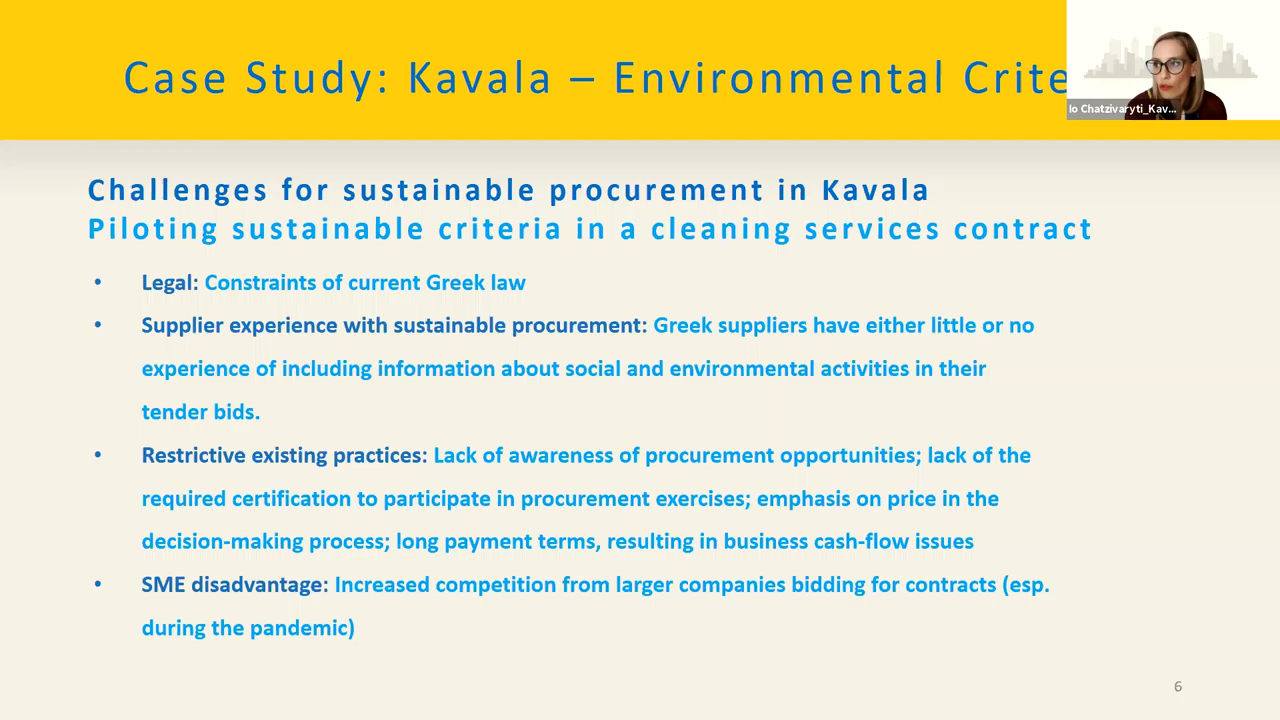 Case Study: Kavala – Environmental Crite
Io Chatzivaryti_Kav...
Challenges for sustainable procurement in Kavala
Piloting sustainable criteria in a cleaning services contract
• Legal: Constraints of current Greek law
• Supplier experience with sustainable procurement: Greek suppliers have either little or no
experience of including information about social and environmental activities in their
tender bids.
• Restrictive existing practices: Lack of awareness of procurement opportunities; lack of the
required certification to participate in procurement exercises; emphasis on price in the
decision-making process; long payment terms, resulting in business cash-flow issues
• SME disadvantage: Increased competition from larger companies bidding for contracts (esp.
during the pandemic)
6